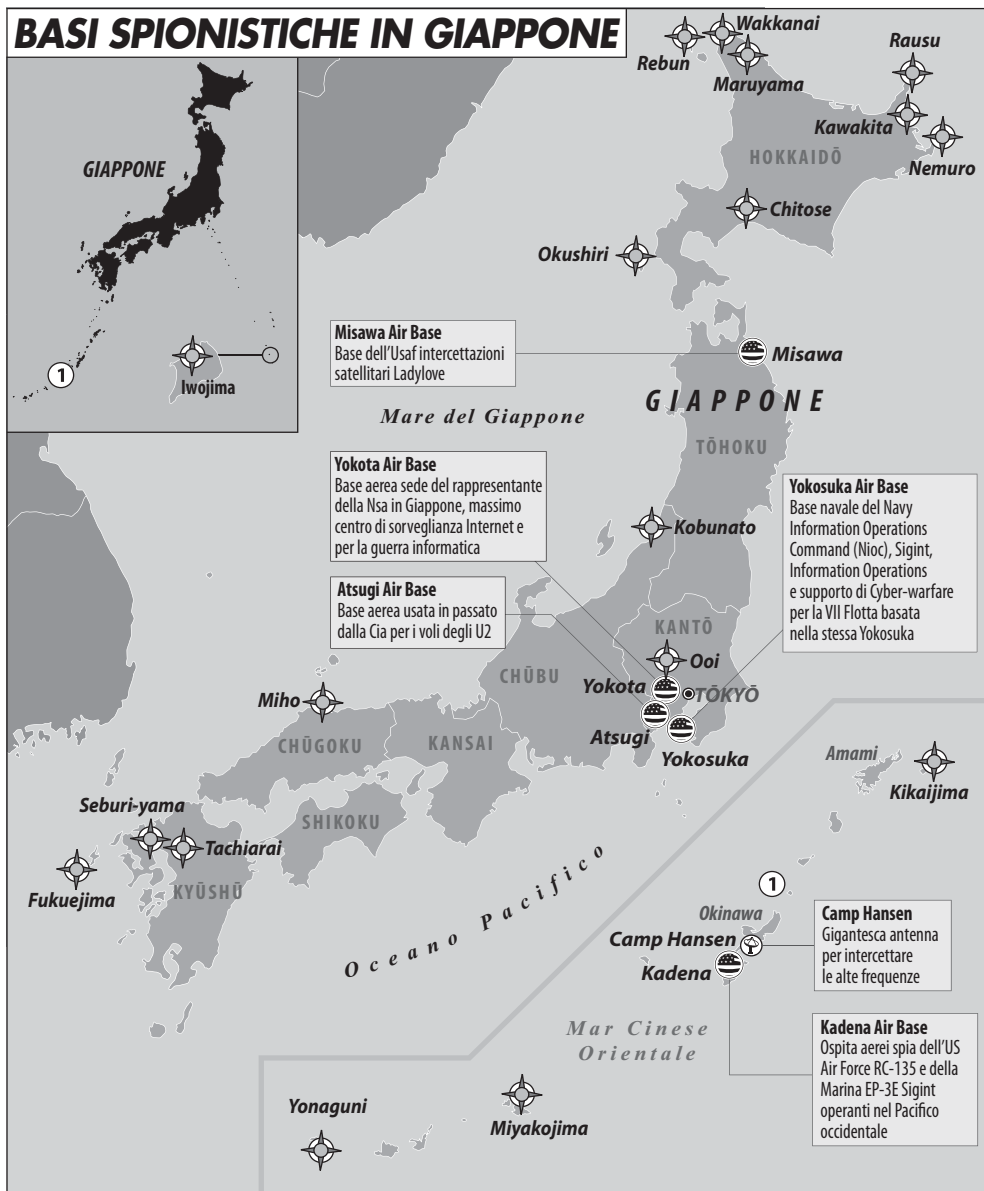 BASI SPIONISTICHE IN GIAPPONE
GIAPPONE
1
Iwojima
Wakkanai
Rebun
Maruyama
Rausu
Kawakita
Nemuro
HOKKAIDŌ
Chitose
Okushiri
Misawa Air Base
Base dell'Usaf intercettazioni
satellitari Ladylove
Misawa
GIAPPONE
Mare del Giappone
TŌHOKU
Yokota Air Base
Base aerea sede del rappresentante
della Nsa in Giappone, massimo
centro di sorveglianza Internet e
per la guerra informatica
Kobunato
Yokosuka Air Base
Base navale del Navy
Information Operations
Command (Nioc), Sigint,
Information Operations
e supporto di Cyber-warfare
per la VII Flotta basata
nella stessa Yokosuka
Atsugi Air Base
Base aerea usata in passato
dalla Cia per i voli degli U2
KANTŌ
Ooi
CHŪBU
Yokota
TŌKYŌ
Atsugi
Yokosuka
Miho
CHŪGOKU
KANSAI
Amami
Kikaijima
Seburi-yama
SHIKOKU
Tachiarai
Fukuejima
KYŪSHŪ
Oceano Pacifico
1
Okinawa
Camp Hansen
Kadena
Camp Hansen
Gigantesca antenna
per intercettare
le alte frequenze
Mar Cinese
Orientale
Kadena Air Base
Ospita aerei spia dell'US
Air Force RC-135 e della
Marina EP-3E Sigint
operanti nel Pacifico
occidentale
Yonaguni
Miyakojima